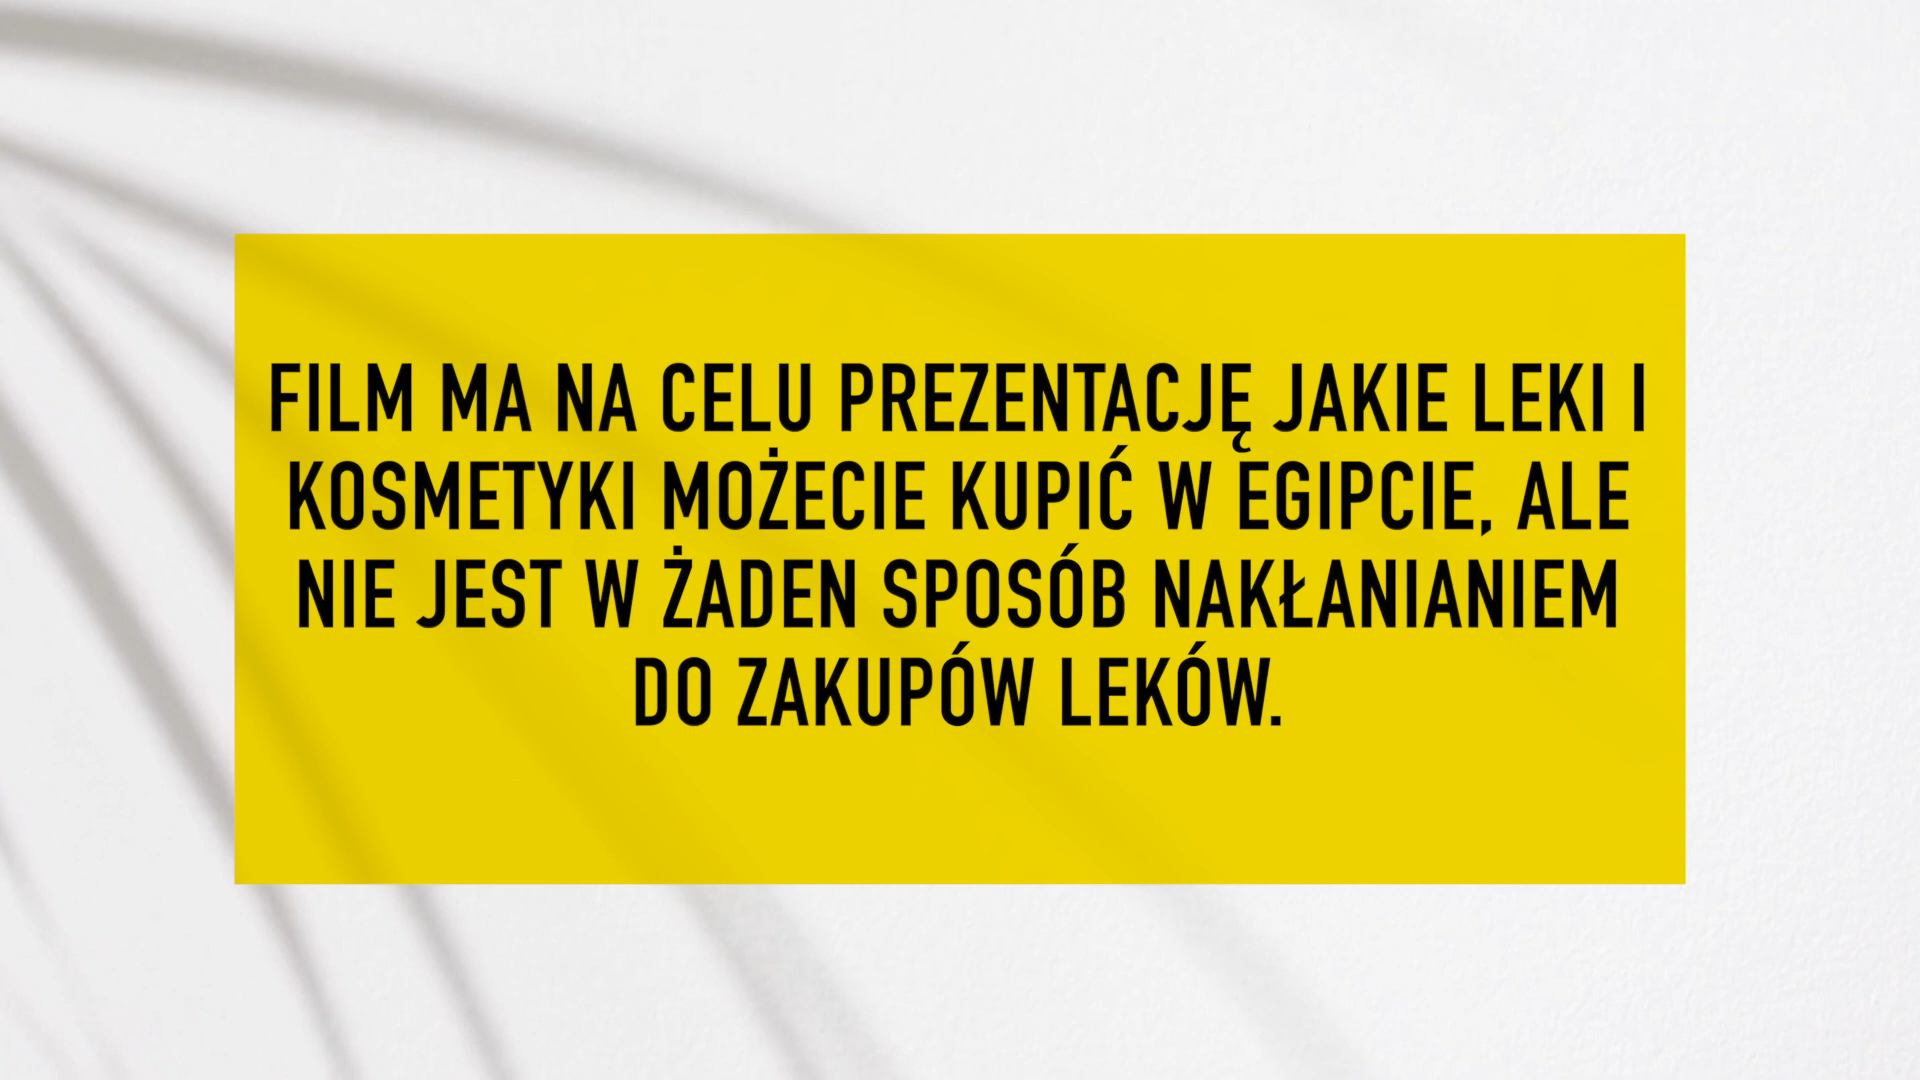 FILM MA NA CELU PREZENTACJĘ JAKIE LEKI I
KOSMETYKI MOŻECIE KUPIĆ W EGIPCIE, ALE
NIE JEST W ŻADEN SPOSÓB NAKŁANIANIEM
DO ZAKUPÓW LEKÓW.